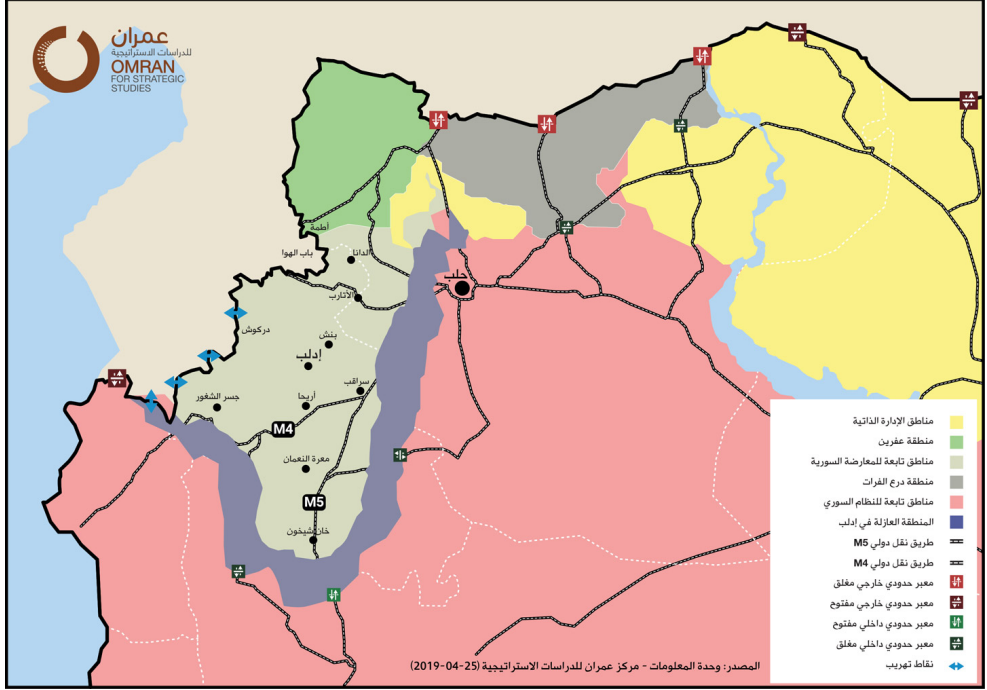 عمران
للدراسات الاستراتيجية
OMRAN
FOR STRATEGIC
STUDIES
أطمة
باب الهوا
الدانا
حلب
الأتارب
دركوش
بنش
إدلب
سراقب
أريحا
جسر الشغور
M4
معرة النعمان
M5
خان شيخون
مناطق الإدارة الذاتية
منطقة عفرين
مناطق تابعة للمعارضة السورية
منطقة درع الفرات
مناطق تابعة للنظام السوري
المنطقة العازلة في إدلب
طريق نقل دولي M5
طريق نقل دولي M4
معبر حدودي خارجي مغلق
معبر حدودي خارجي مفتوح
معبر حدودي داخلي مفتوح
معبر حدودي داخلي مغلق
نقاط تهريب
المصدر: وحدة المعلومات - مركز عمران للدراسات الاستراتيجية (25-04-2019)